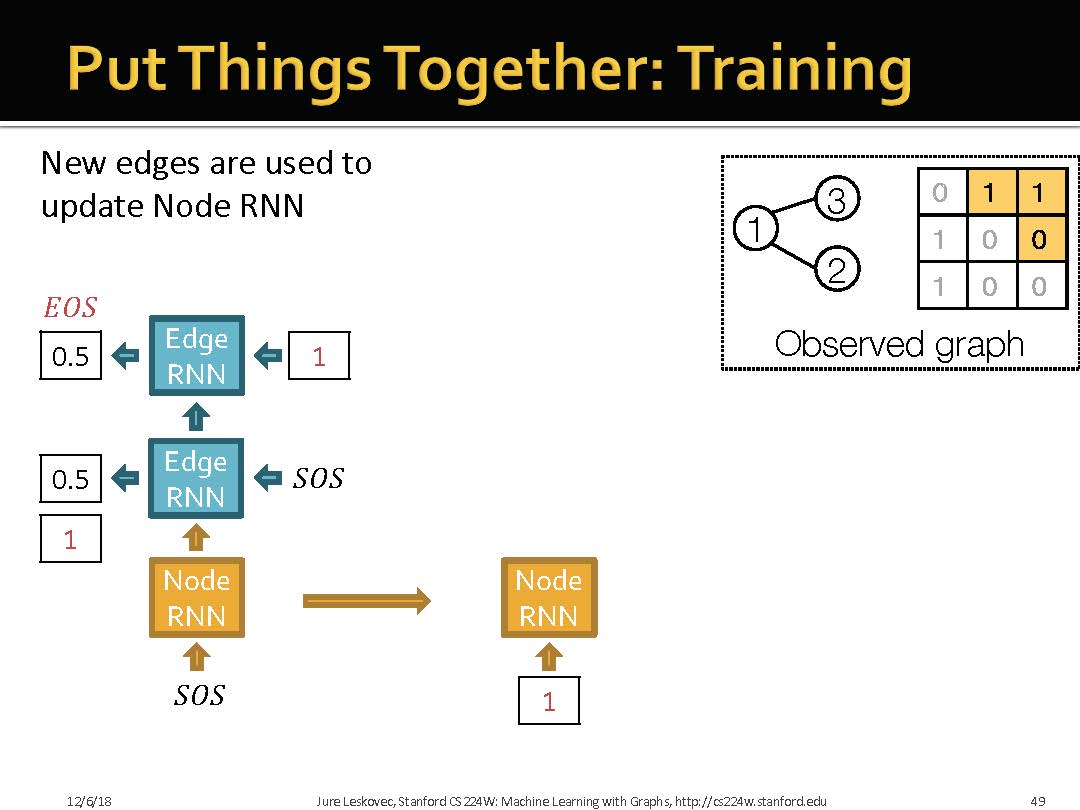 Put Things Together: Training
New edges are used to
update Node RNN
1
3
2
0 1 1
1 0 0
1 0 0
Observed graph
EOS
0.5
Edge
RNN
1
0.5
Edge
RNN
SOS
1
Node
RNN
Node
RNN
SOS
1
12/6/18
Jure Leskovec, Stanford CS224W: Machine Learning with Graphs, http://cs224w.stanford.edu
49